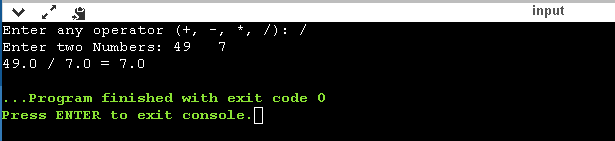 input
Enter any operator (+, -, *, /): /
Enter two Numbers: 49   7
49.0 / 7.0 = 7.0
...Program finished with exit code 0
Press ENTER to exit console.